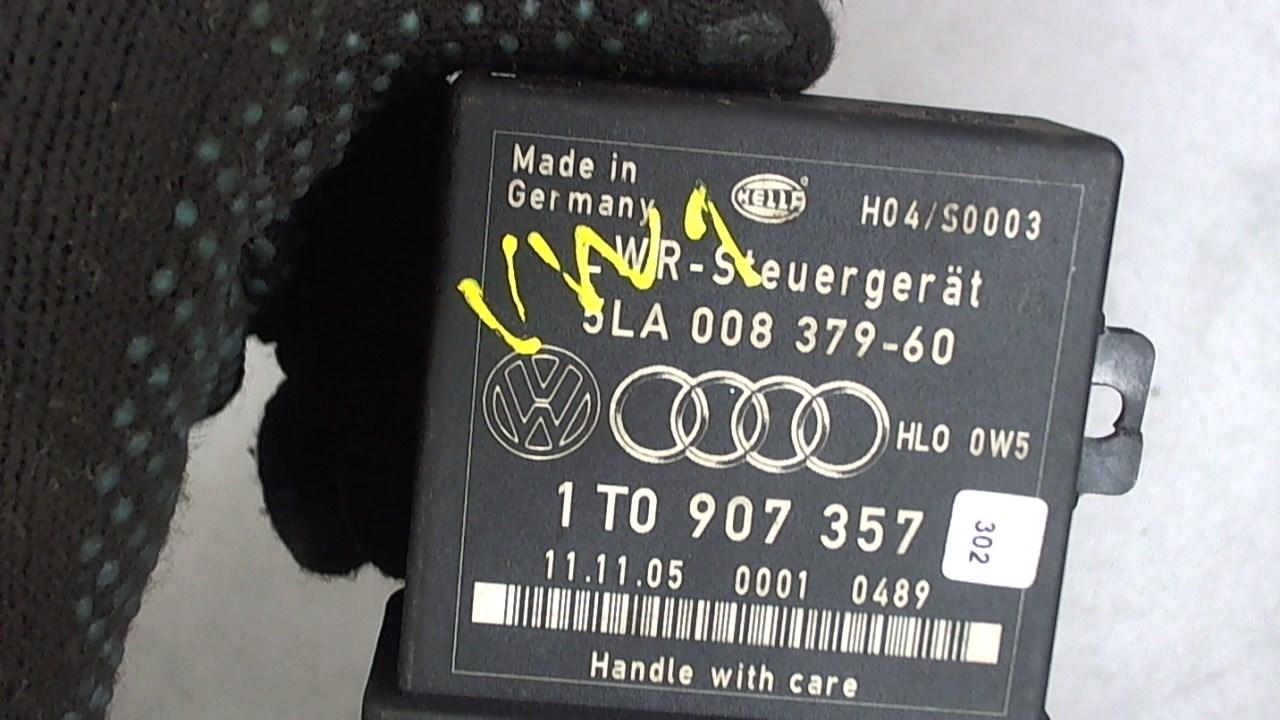 Made in
Germany
HELLA
H04/S0003
LWR-Steuergerät
5LA 008 379-60
HLO 0W5
1T0 907 357
302
11.11.05 0001 0489
Handle with care